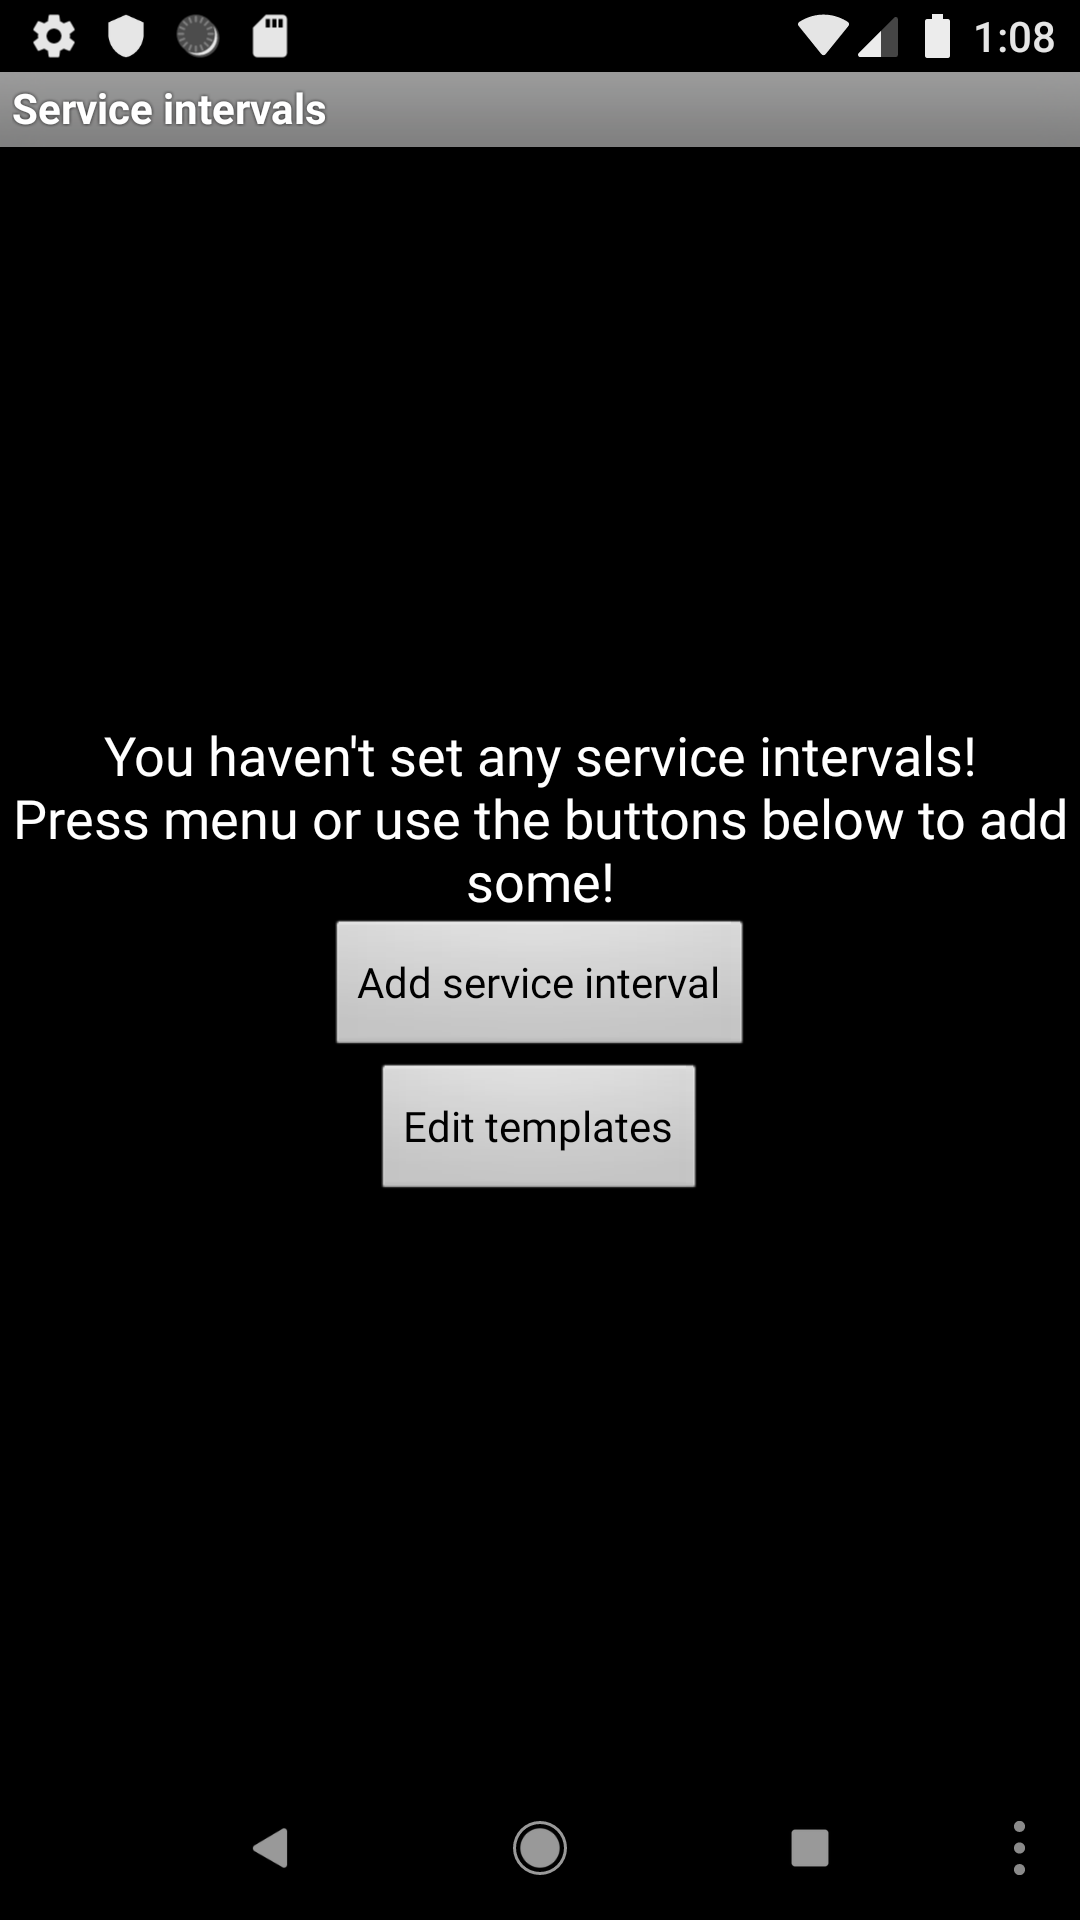 1:08
Service intervals
You haven't set any service intervals!
Press menu or use the buttons below to add
some!
Add service interval
Edit templates